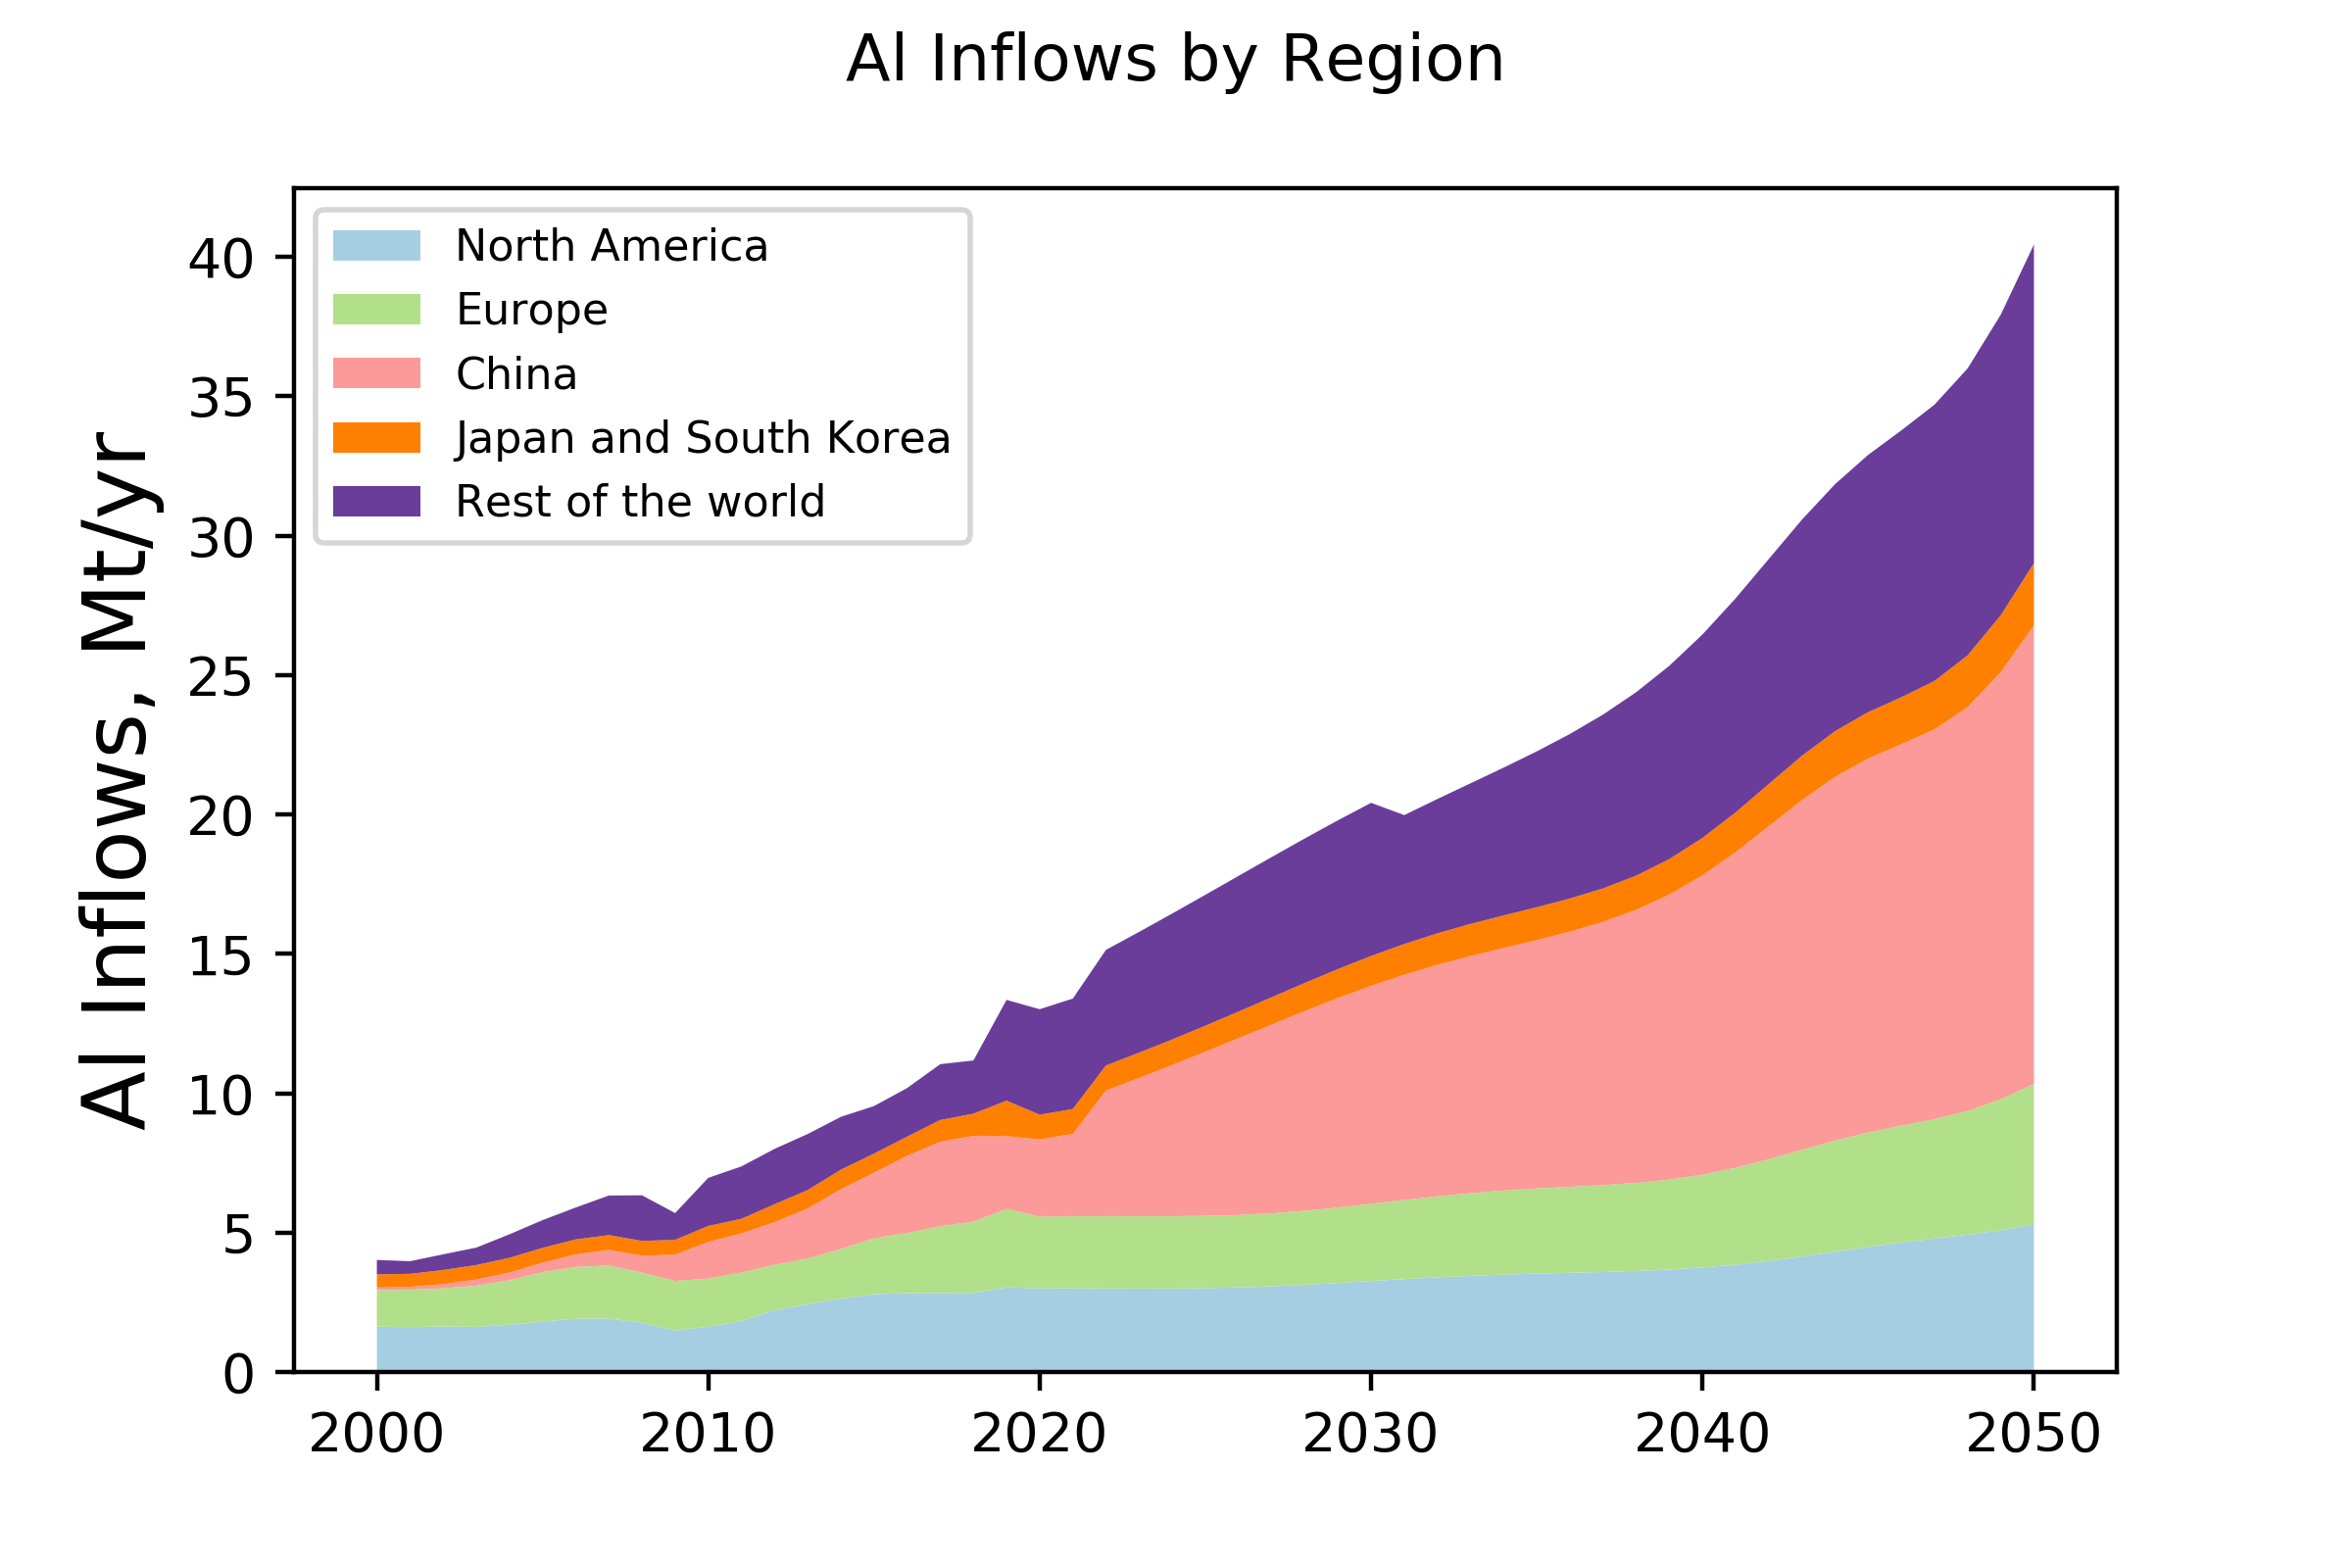 Al Inflows by Region
Al Inflows, Mt/yr
40
35
30
25
20
15
10
5
0
North America
Europe
China
Japan and South Korea
Rest of the world
2000 2010 2020 2030 2040 2050